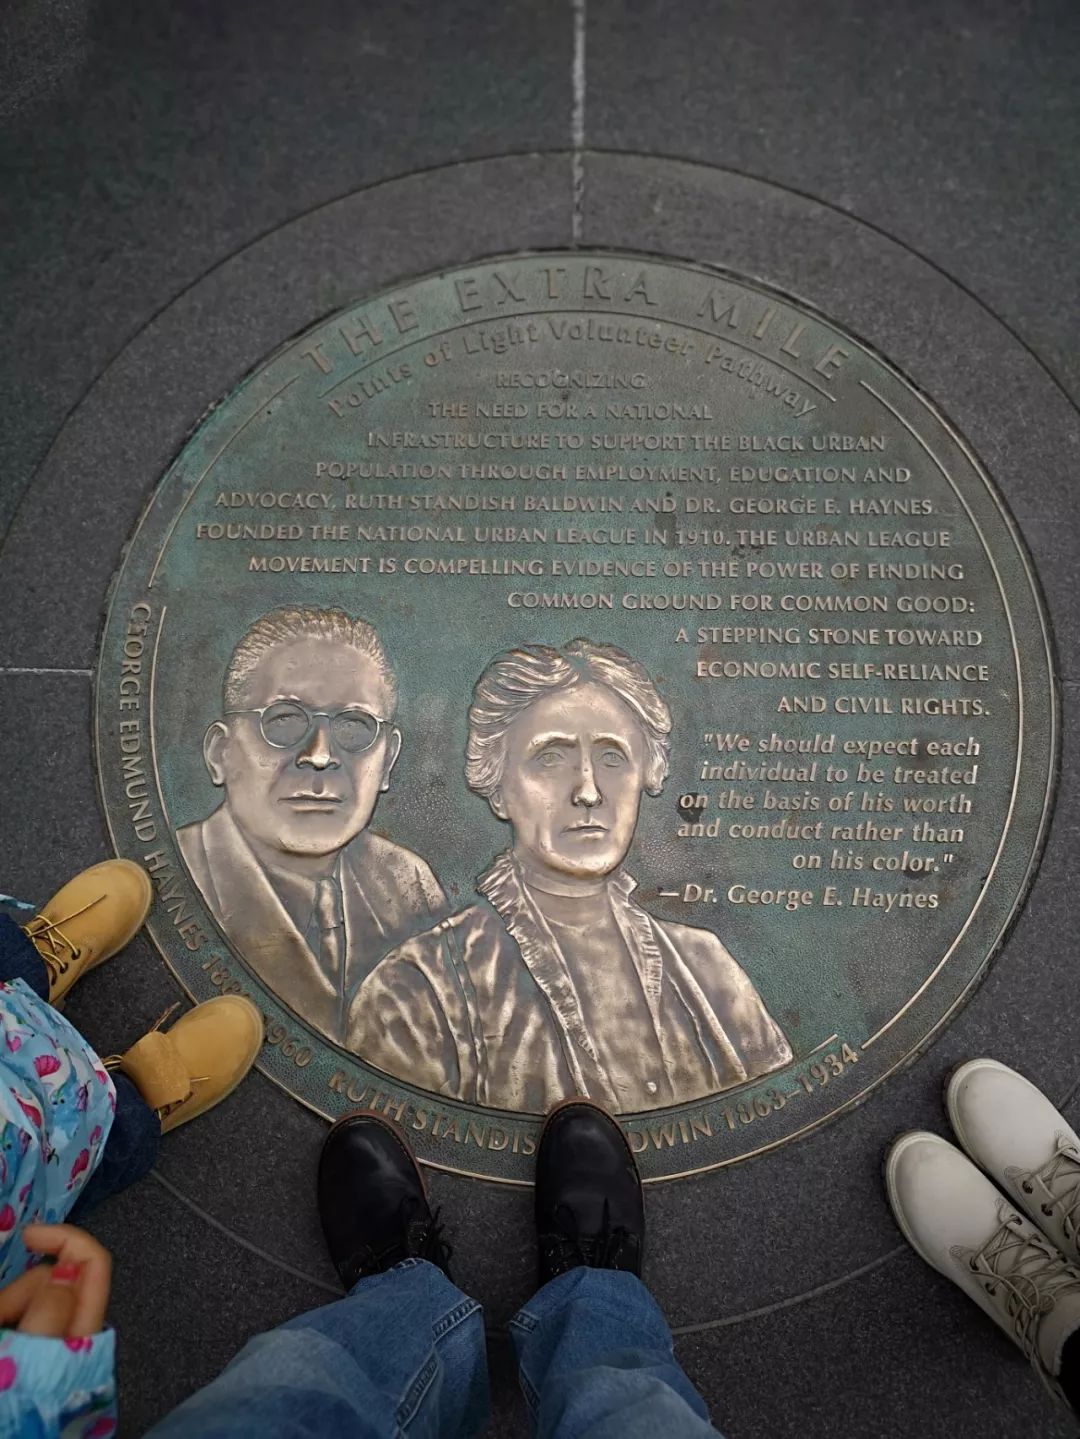 THE EXTRA MILE
Points of Light Volunteer Pathway
RECOGNIZING
THE NEED FOR A NATIONAL
INFRASTRUCTURE TO SUPPORT THE BLACK URBAN
POPULATION THROUGH EMPLOYMENT, EDUCATION AND
ADVOCACY, RUTH STANDISH BALDWIN AND DR. GEORGE E. HAYNES
FOUNDED THE NATIONAL URBAN LEAGUE IN 1910. THE URBAN LEAGUE
MOVEMENT IS COMPELLING EVIDENCE OF THE POWER OF FINDING
COMMON GROUND FOR COMMON GOOD:
A STEPPING STONE TOWARD
ECONOMIC SELF-RELIANCE
AND CIVIL RIGHTS.
"We should expect each
individual to be treated
on the basis of his worth
and conduct rather than
on his color."
—Dr. George E. Haynes
GEORGE EDMUND HAYNES 1960
RUTH STANDIS DWIN 1863–1934